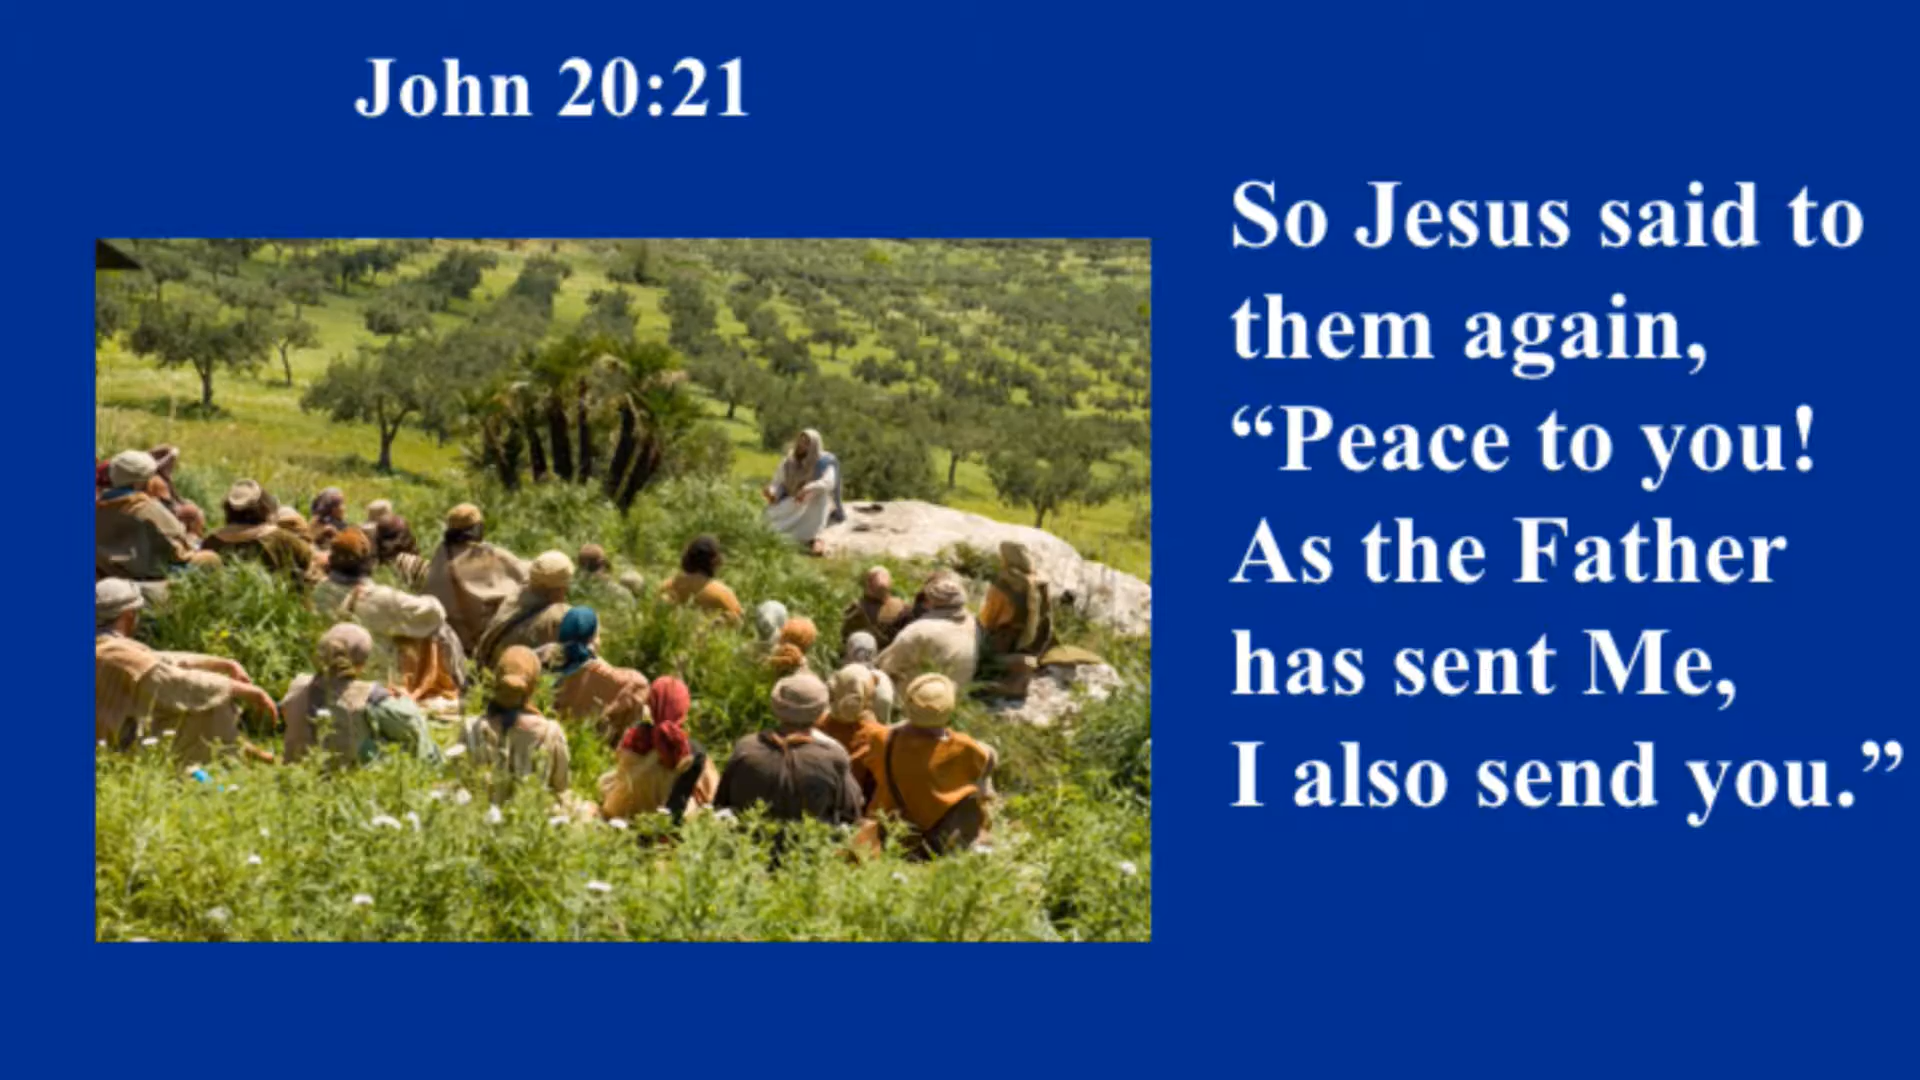 John 20:21
So Jesus said to
them again,
“Peace to you!
As the Father
has sent Me,
I also send you.”